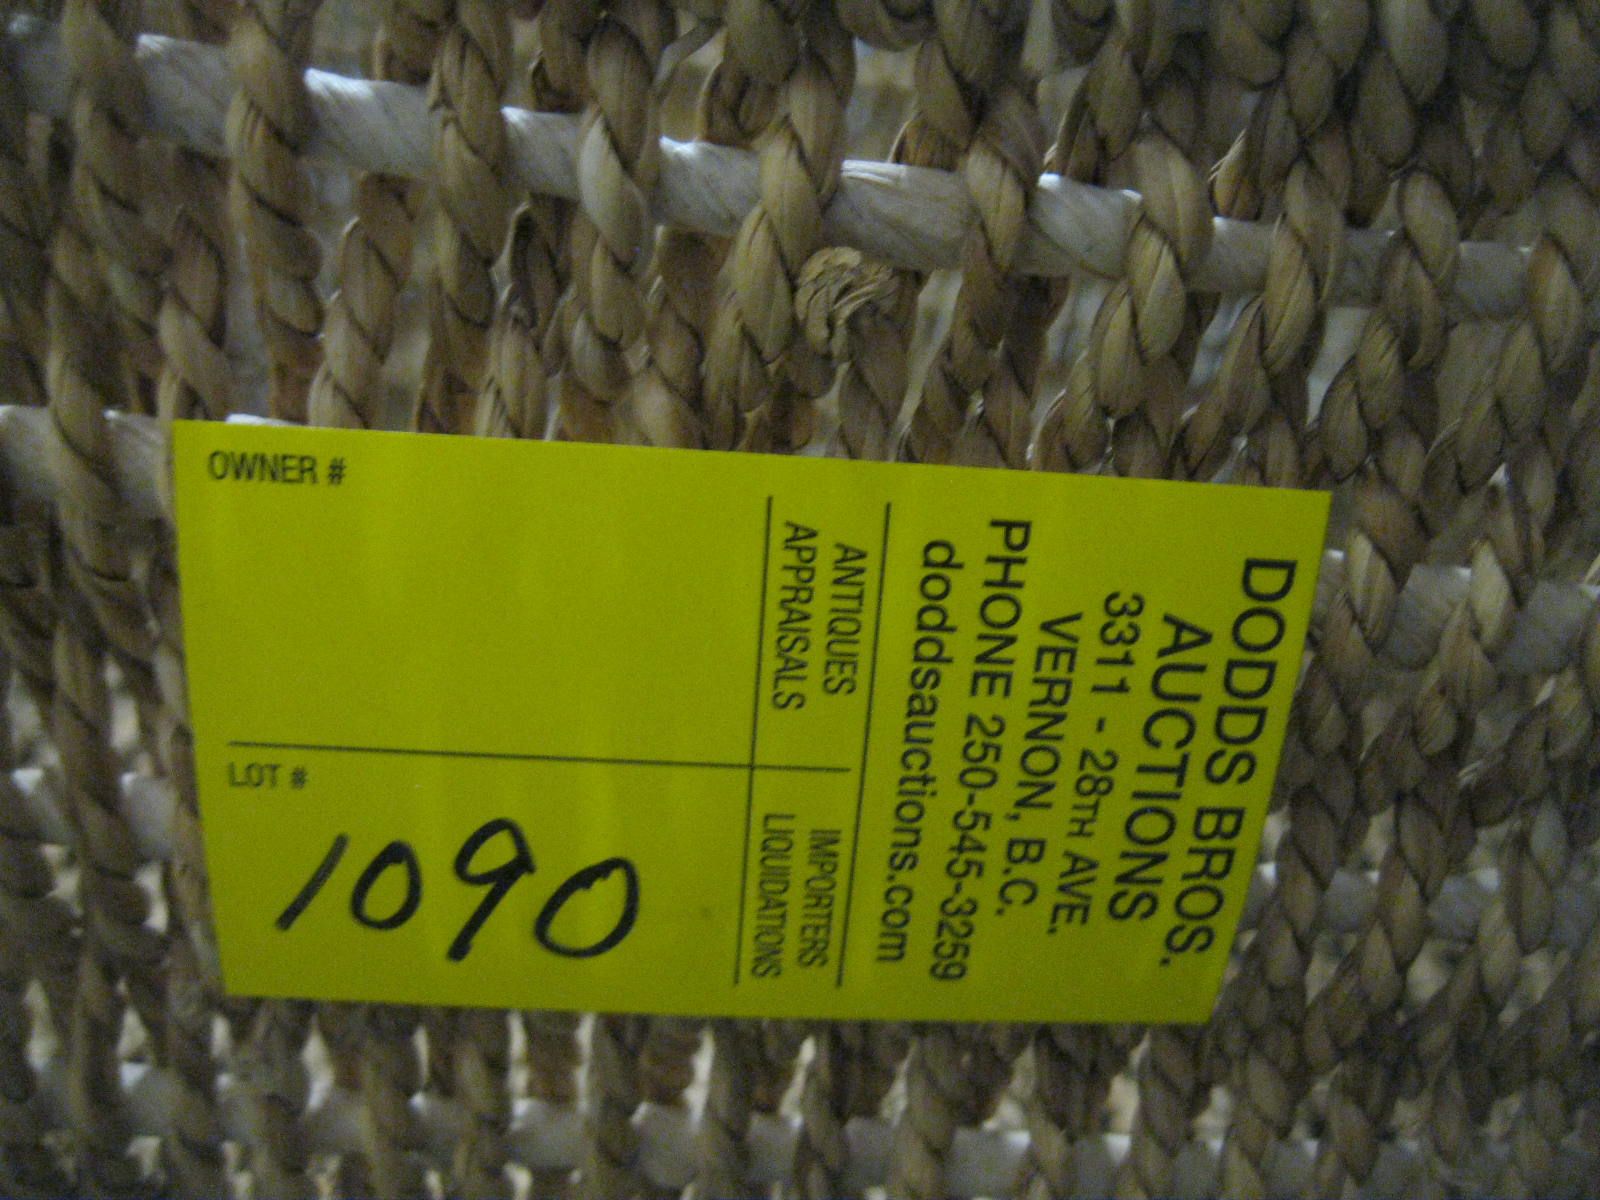 DODDS BROS.
AUCTIONS
3311 - 28TH AVE.
VERNON, B.C.
PHONE 250-545-3259
doddsauctions.com
ANTIQUES
APPRAISALS
IMPORTERS
LIQUIDATIONS
OWNER #
LOT #
1090